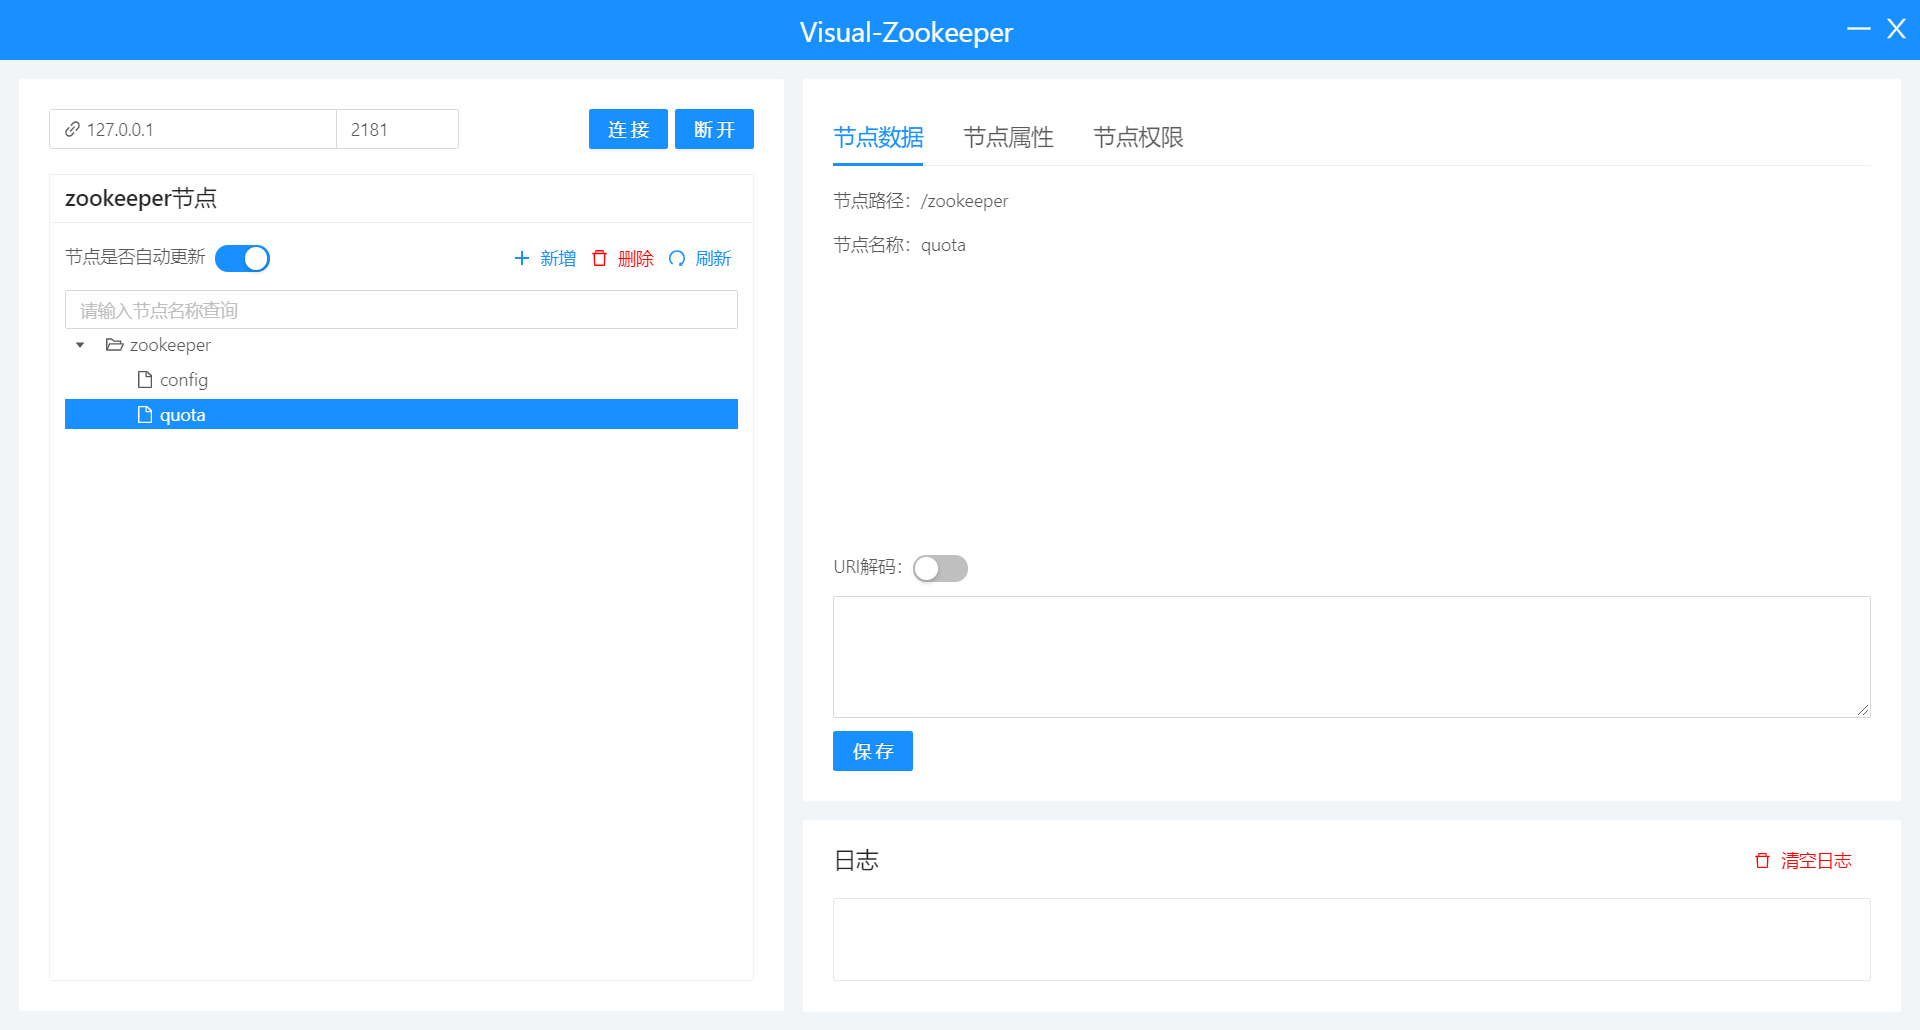 Visual-Zookeeper
127.0.0.1
2181
连接
断开
zookeeper节点
节点是否自动更新
新增
删除
刷新
请输入节点名称查询
zookeeper
config
quota
节点数据
节点属性
节点权限
节点路径：/zookeeper
节点名称：quota
URI解码：
保存
日志
清空日志